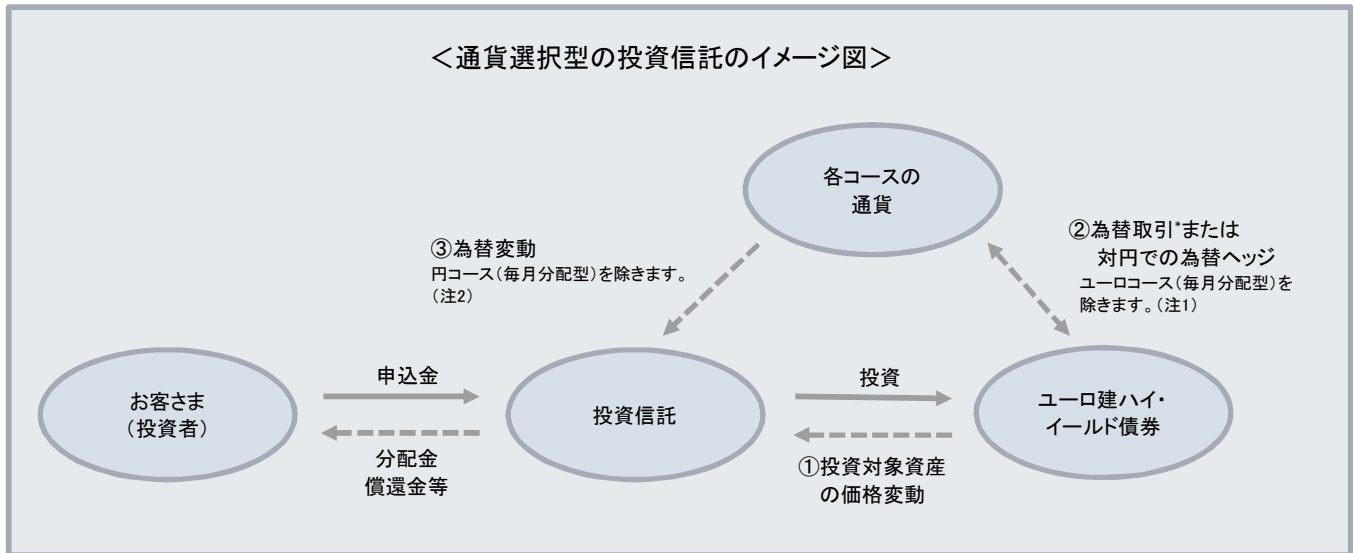 ＜通貨選択型の投資信託のイメージ図＞
各コースの
通貨
③為替変動
円コース（毎月分配型）を除きます。
（注2）
②為替取引*または
対円での為替ヘッジ
ユーロコース（毎月分配型）を
除きます。（注1）
お客さま
（投資者）
申込金
分配金
償還金等
投資信託
投資
①投資対象資産
の価格変動
ユーロ建ハイ・
イールド債券